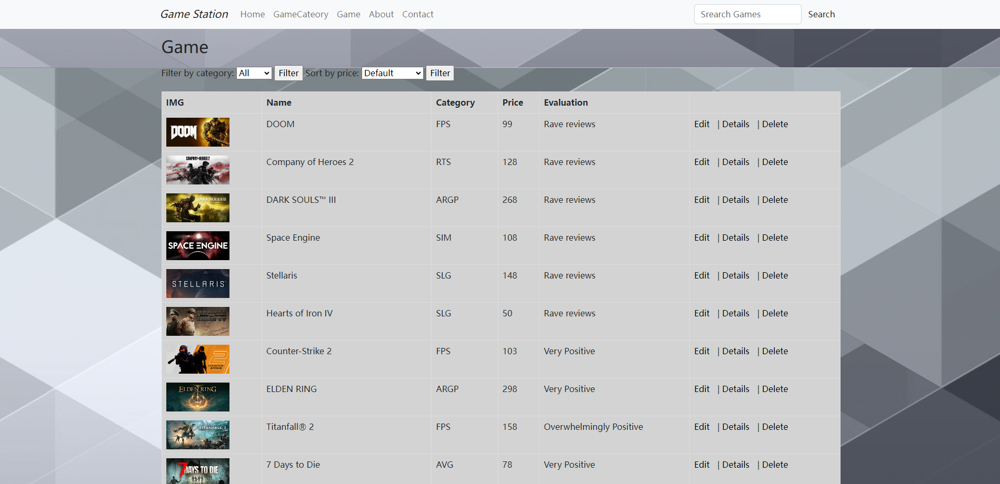 Game Station Home GameCateory Game About Contact Srearch Games Search
Game
Filter by category: All Filter Sort by price: Default Filter
IMG Name Category Price Evaluation
DOOM DOOM FPS 99 Rave reviews Edit | Details | Delete
COMPANY OF HEROES 2 Company of Heroes 2 RTS 128 Rave reviews Edit | Details | Delete
DARK SOULS III DARK SOULS™ III ARGP 268 Rave reviews Edit | Details | Delete
SPACE ENGINE Space Engine SIM 108 Rave reviews Edit | Details | Delete
STELLARIS Stellaris SLG 148 Rave reviews Edit | Details | Delete
HEARTS OF IRON IV Hearts of Iron IV SLG 50 Rave reviews Edit | Details | Delete
2 COUNTER STRIKE Counter-Strike 2 FPS 103 Very Positive Edit | Details | Delete
ELDEN RING ELDEN RING ARGP 298 Very Positive Edit | Details | Delete
TITANFALL 2 Titanfall® 2 FPS 158 Overwhelmingly Positive Edit | Details | Delete
7 DAYS TO DIE 7 Days to Die AVG 78 Very Positive Edit | Details | Delete